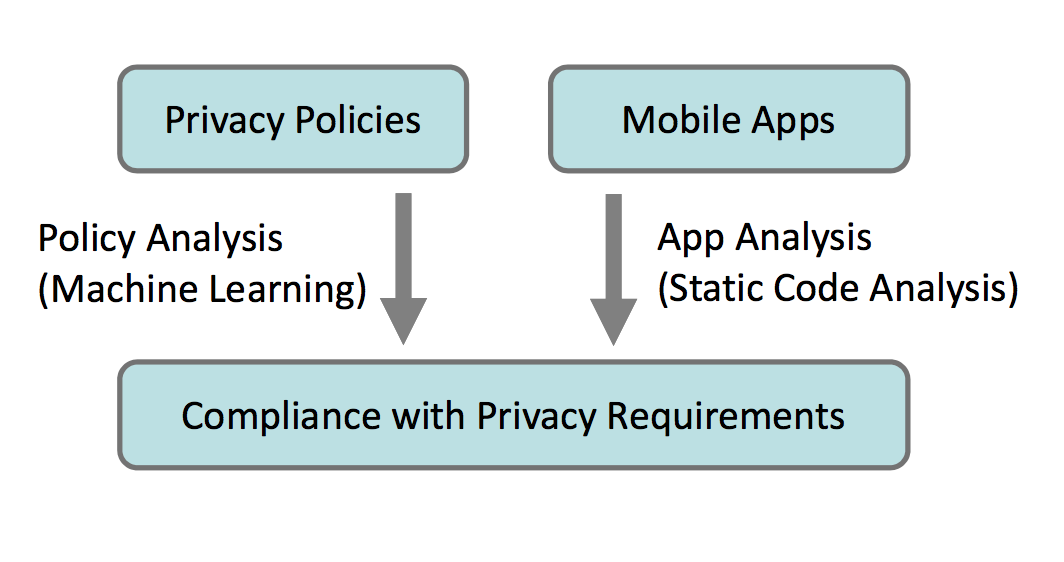 Privacy Policies
Mobile Apps
Policy Analysis
(Machine Learning)
App Analysis
(Static Code Analysis)
Compliance with Privacy Requirements